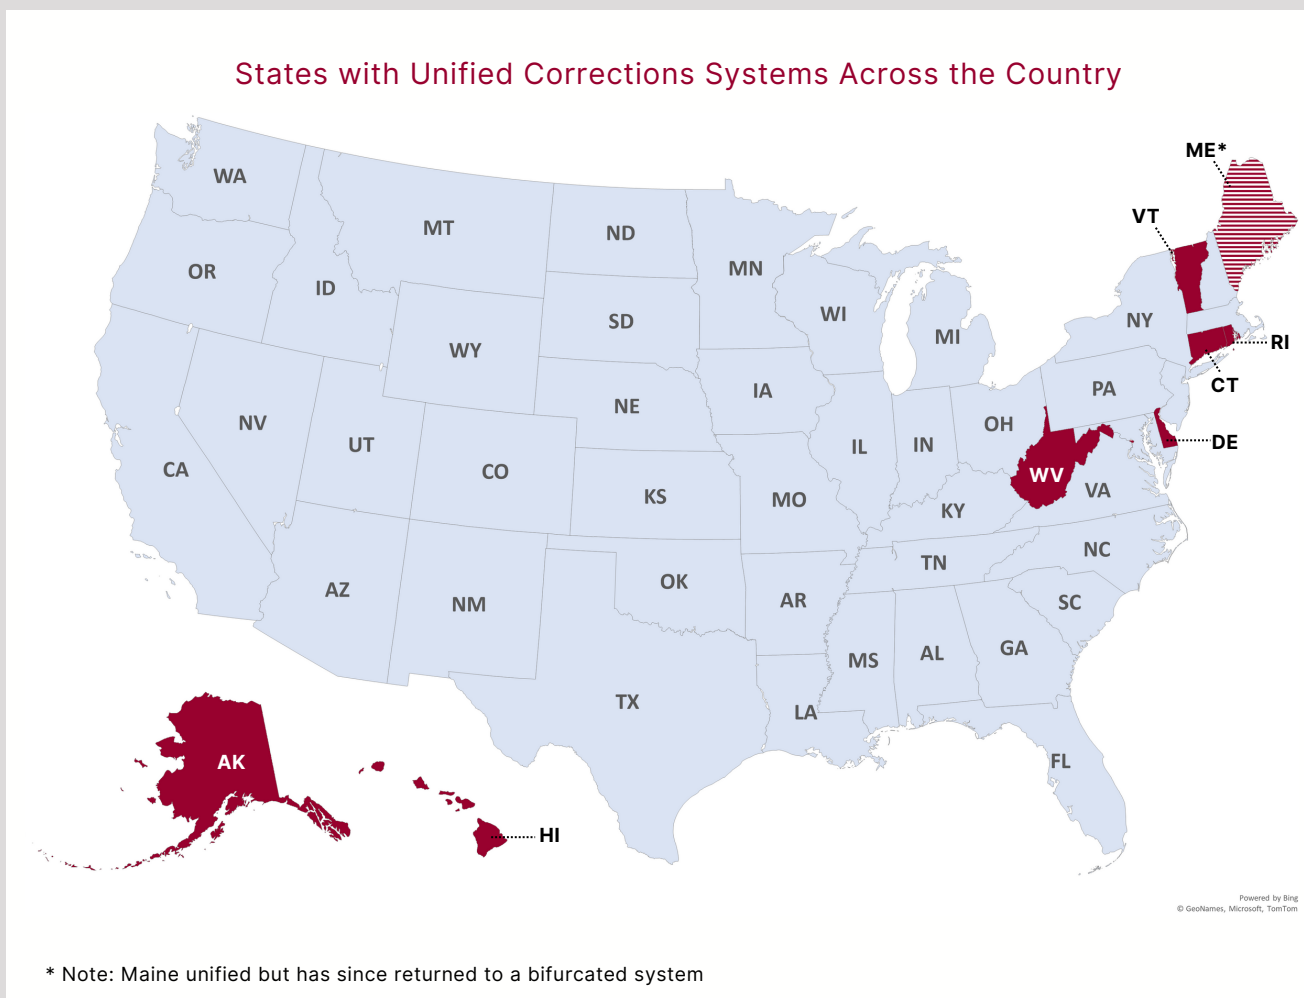 States with Unified Corrections Systems Across the Country
ME*
WA
VT
MT
ND
MN
OR
ID
WI
NY
SD
MI
RI
WY
CT
PA
IA
NE
NV
OH
UT
IL
IN
DE
CA
CO
WV
VA
KS
MO
KY
NC
TN
OK
AZ
AR
SC
NM
GA
AL
MS
TX
LA
FL
AK
HI
Powered by Bing
© GeoNames, Microsoft, TomTom
* Note: Maine unified but has since returned to a bifurcated system